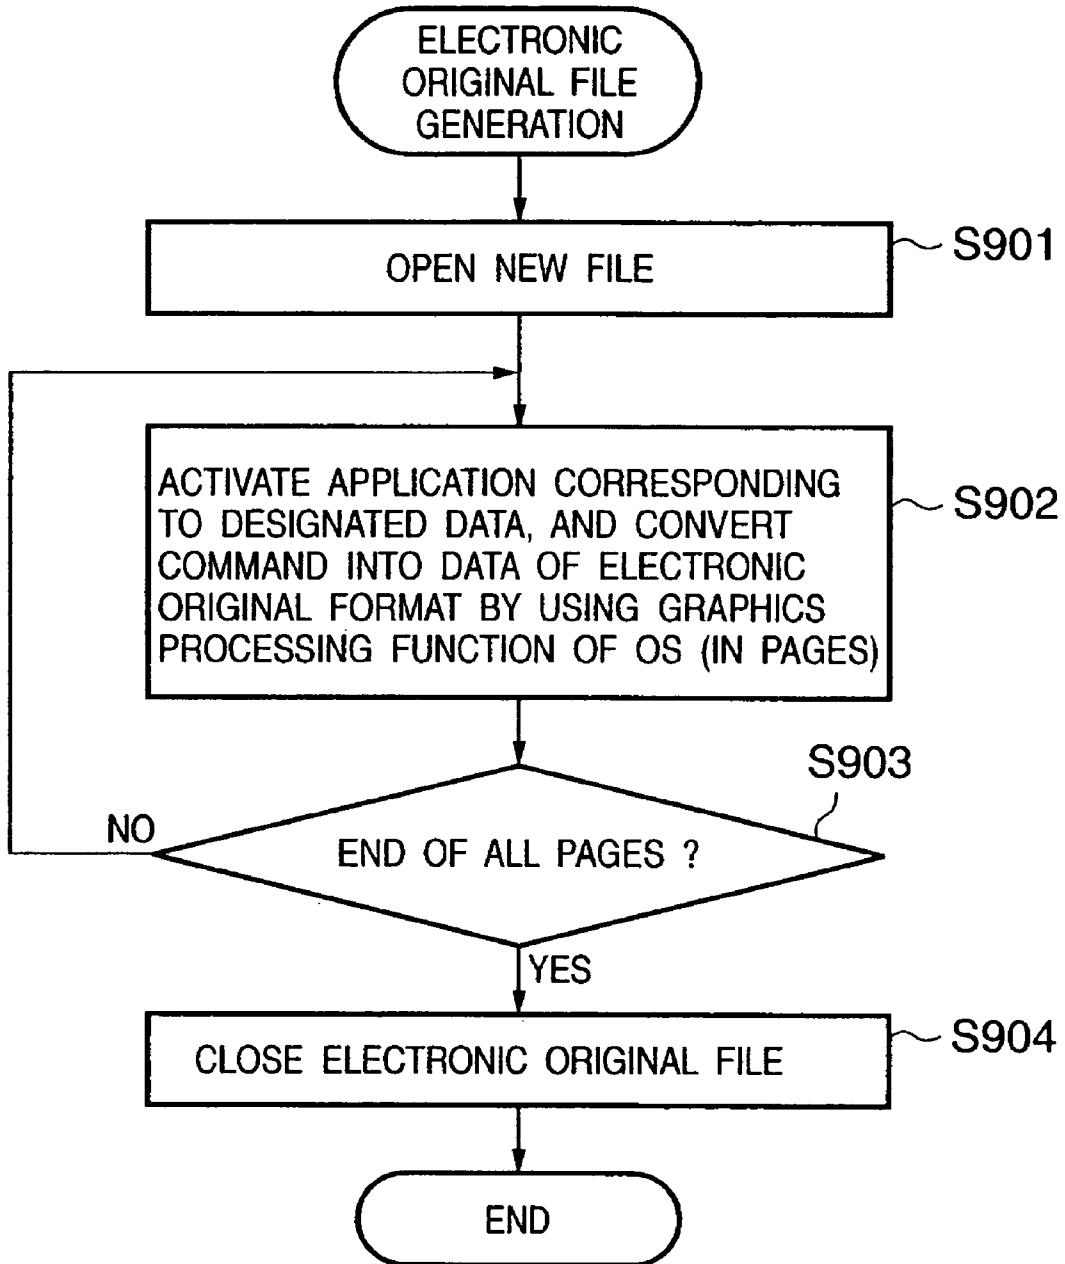 ELECTRONIC
ORIGINAL FILE
GENERATION
OPEN NEW FILE
S901
ACTIVATE APPLICATION CORRESPONDING
TO DESIGNATED DATA, AND CONVERT
COMMAND INTO DATA OF ELECTRONIC
ORIGINAL FORMAT BY USING GRAPHICS
PROCESSING FUNCTION OF OS (IN PAGES)
S902
S903
NO
END OF ALL PAGES ?
YES
CLOSE ELECTRONIC ORIGINAL FILE
S904
END